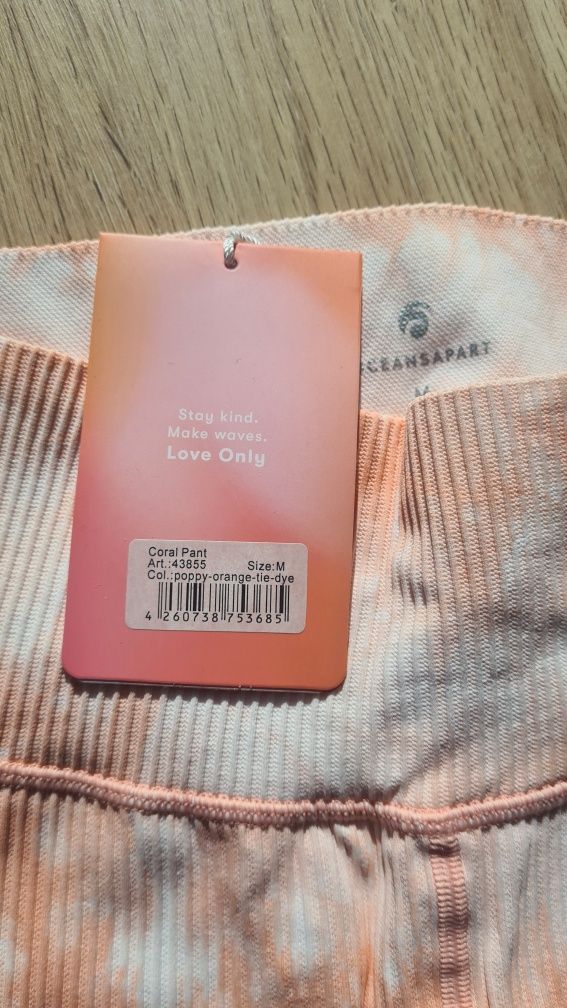 CEANSAPART
M
Stay kind.
Make waves.
Love Only
Coral Pant
Art.:43855 Size:M
Col.:poppy-orange-tie-dye
4 260738 753685